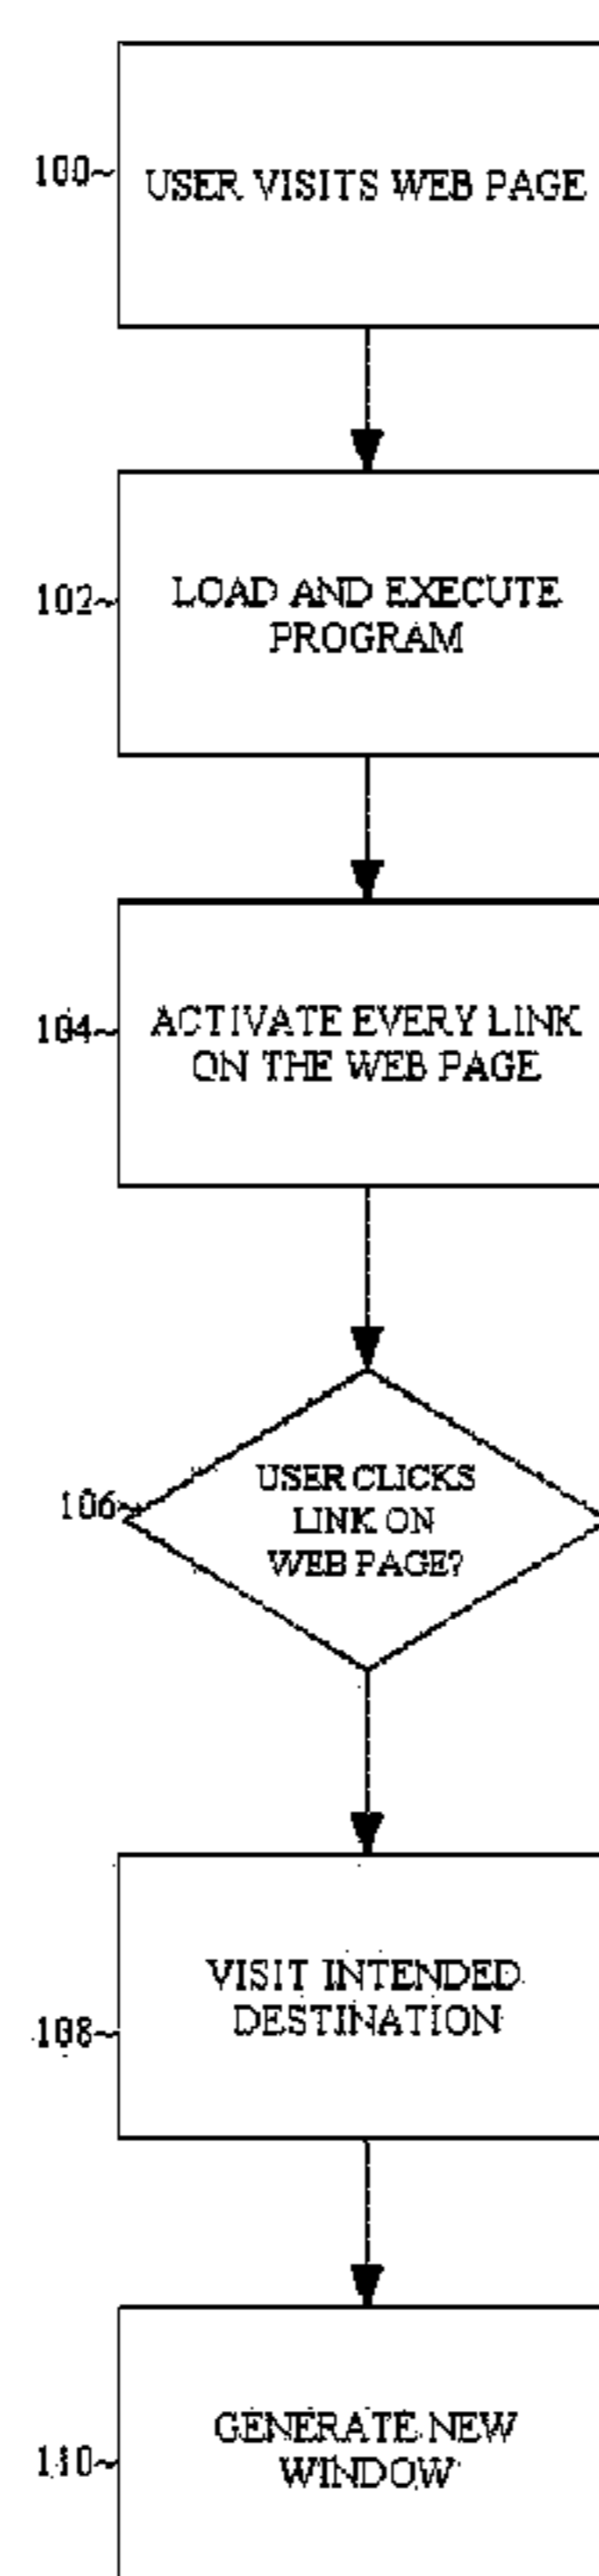 100~ USER VISITS WEB PAGE
102~ LOAD AND EXECUTE
PROGRAM
104~ ACTIVATE EVERY LINK
ON THE WEB PAGE
106~ USER CLICKS
LINK ON
WEB PAGE?
VISIT INTENDED
DESTINATION
108~
GENERATE NEW
WINDOW
110~